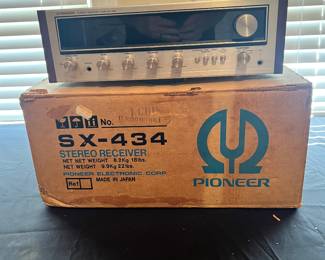 No.
SX-434
STEREO RECEIVER
NET NET WEIGHT 8.2Kg 18lbs.
NET WEIGHT 9.9Kg 22lbs.
PIONEER ELECTRONIC CORP.
MADE IN JAPAN
PIONEER